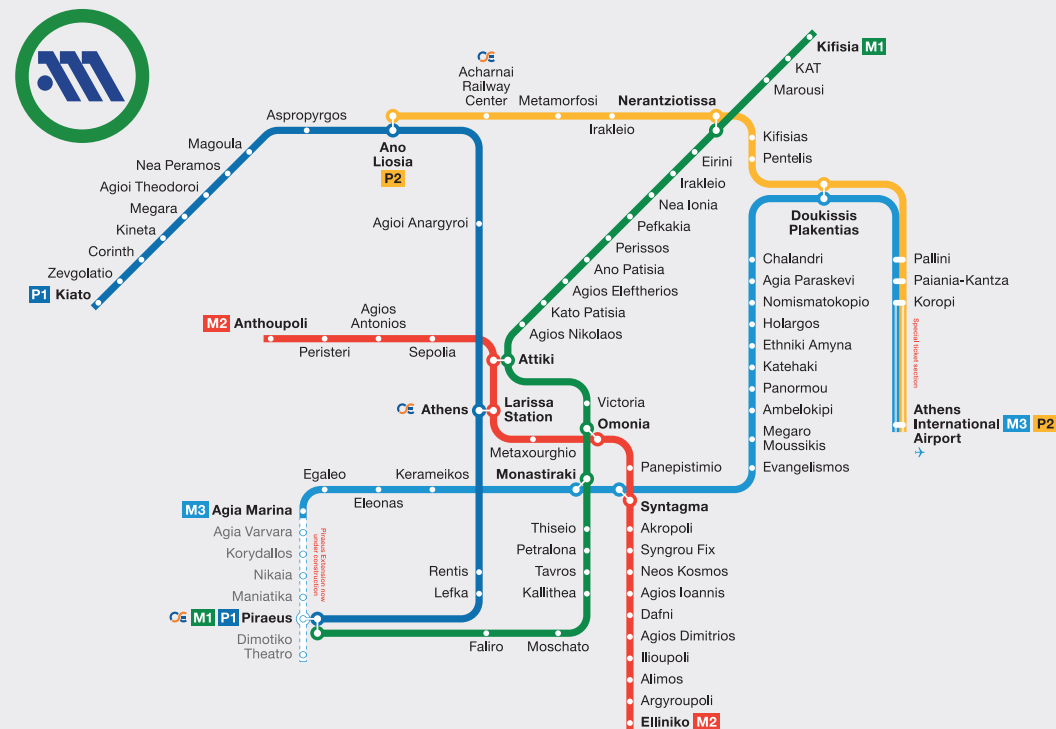 Kifisia M1
KAT
Marousi
Acharnai
Railway
Center
Metamorfosi
Nerantziotissa
Irakleio
Aspropyrgos
Magoula
Nea Peramos
Agioi Theodoroi
Megara
Kineta
Corinth
Zevgolatio
P1 Kiato
Ano
Liosia
P2
Agioi Anargyroi
Kifisias
Pentelis
Eirini
Irakleio
Nea Ionia
Pefkakia
Perissos
Ano Patisia
Agios Eleftherios
Kato Patisia
Agios Nikolaos
Doukissis
Plakentias
Chalandri
Agia Paraskevi
Nomismatokopio
Holargos
Ethniki Amyna
Katehaki
Panormou
Ambelokipi
Megaro
Moussikis
Evangelismos
Pallini
Paiania-Kantza
Koropi
Special ticket section
Athens
International M3 P2
Airport
M2 Anthoupoli
Agios
Antonios
Peristeri
Sepolia
Attiki
Athens
Larissa
Station
Victoria
Omonia
Metaxourghio
Monastiraki
Panepistimio
Syntagma
Egaleo
Kerameikos
Eleonas
M3 Agia Marina
Agia Varvara
Korydallos
Nikaia
Maniatika
Piraeus Extension now
under construction
M1 P1 Piraeus
Dimotiko
Theatro
Rentis
Lefka
Thiseio
Petralona
Tavros
Kallithea
Faliro
Moschato
Akropoli
Syngrou Fix
Neos Kosmos
Agios Ioannis
Dafni
Agios Dimitrios
Ilioupoli
Alimos
Argyroupoli
Elliniko M2